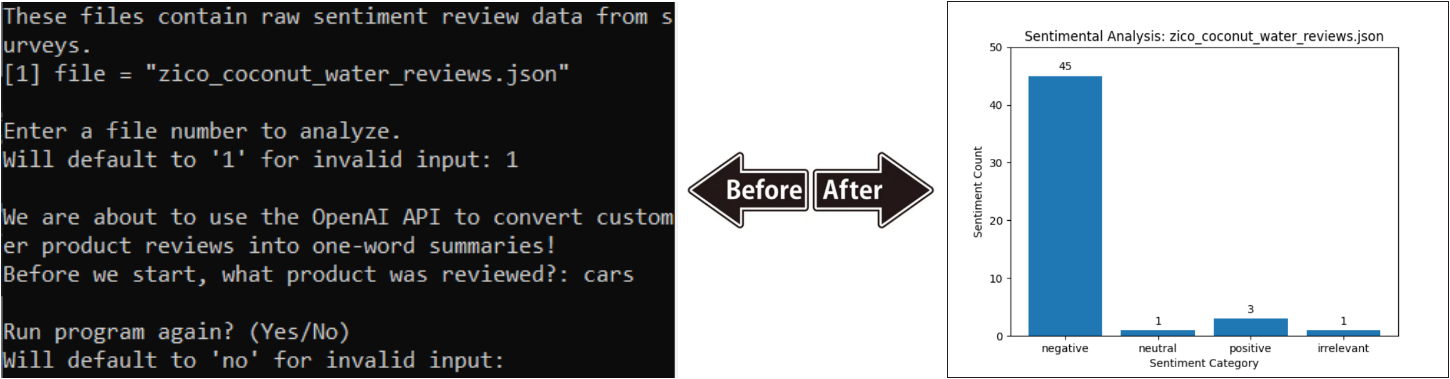 These files contain raw sentiment review data from s
urveys.
[1] file = "zico_coconut_water_reviews.json"
Enter a file number to analyze.
Will default to '1' for invalid input: 1
We are about to use the OpenAI API to convert custom
er product reviews into one-word summaries!
Before we start, what product was reviewed?: cars
Run program again? (Yes/No)
Will default to 'no' for invalid input:
Before
After
Sentimental Analysis: zico_coconut_water_reviews.json
50
40
30
20
10
0
Sentiment Count
45
1
3
1
negative
neutral
positive
irrelevant
Sentiment Category